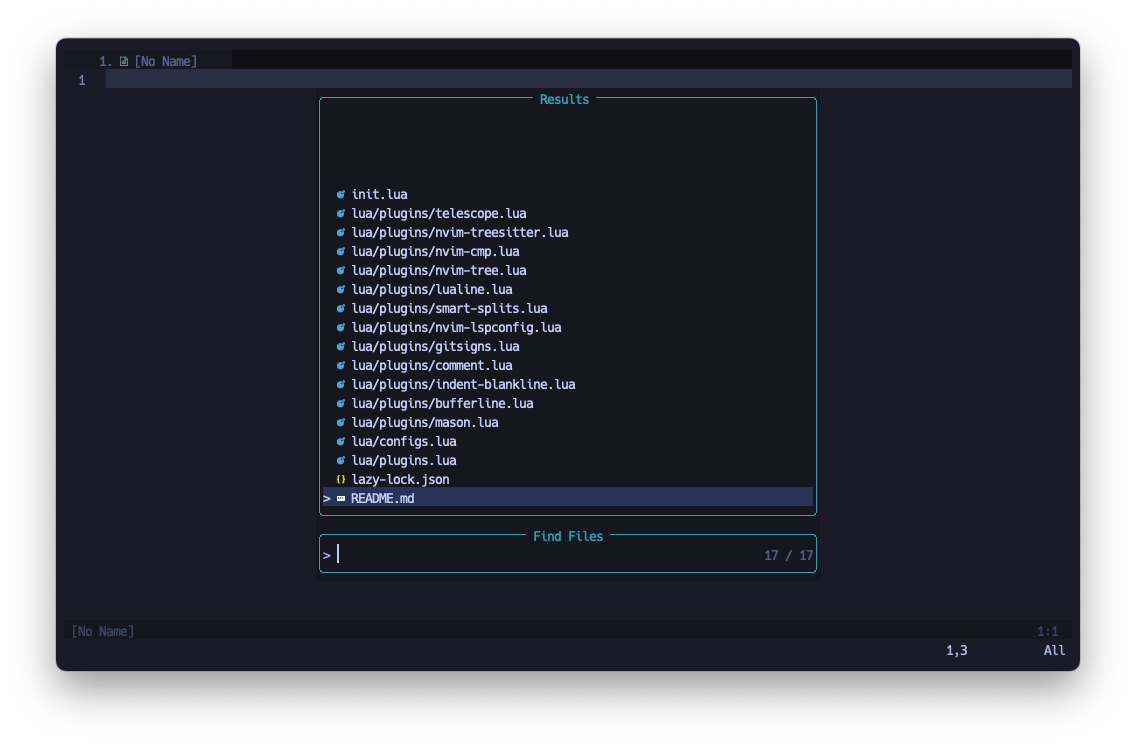 1. [No Name]
1
Results
init.lua
lua/plugins/telescope.lua
lua/plugins/nvim-treesitter.lua
lua/plugins/nvim-cmp.lua
lua/plugins/nvim-tree.lua
lua/plugins/lualine.lua
lua/plugins/smart-splits.lua
lua/plugins/nvim-lspconfig.lua
lua/plugins/gitsigns.lua
lua/plugins/comment.lua
lua/plugins/indent-blankline.lua
lua/plugins/bufferline.lua
lua/plugins/mason.lua
lua/configs.lua
lua/plugins.lua
{} lazy-lock.json
> README.md
Find Files
> 17 / 17
[No Name] 1:1
1,3 All